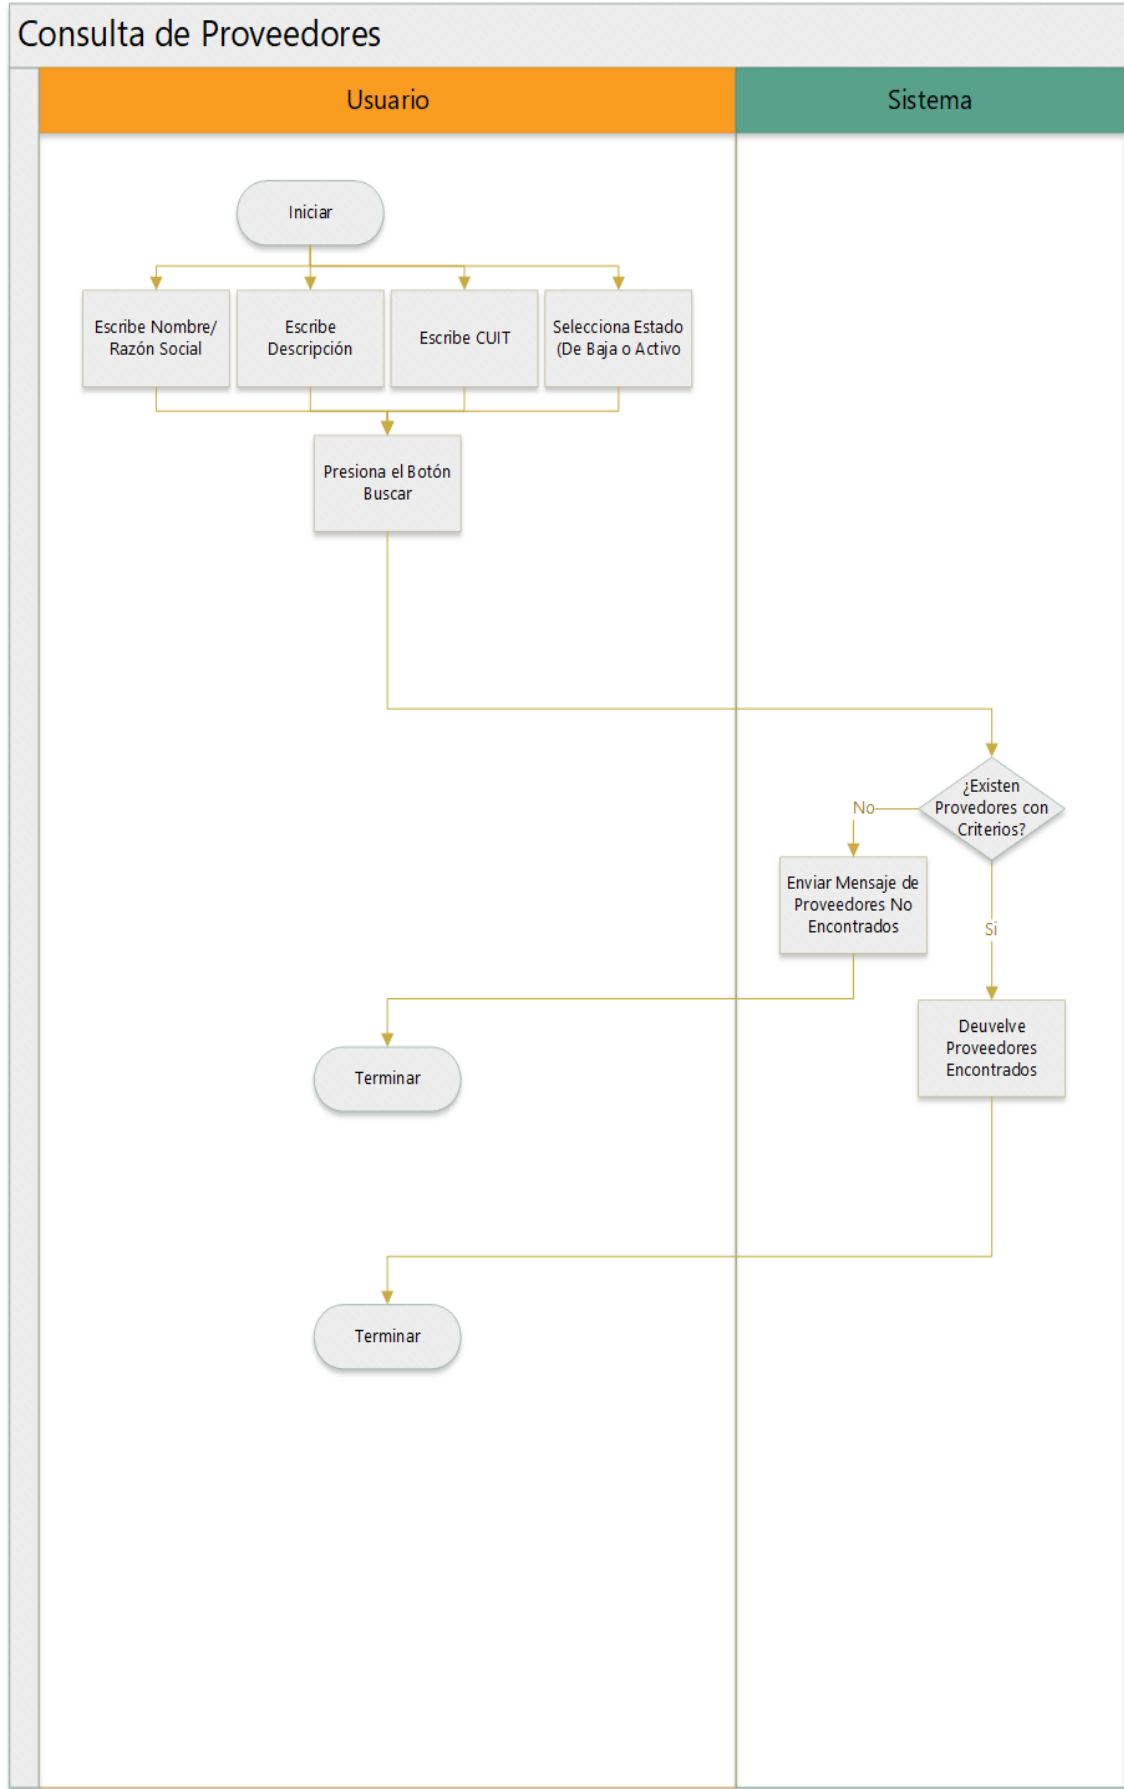 Consulta de Proveedores
Usuario
Sistema
Iniciar
Escribe Nombre/
Razón Social
Escribe
Descripción
Escribe CUIT
Selecciona Estado
(De Baja o Activo
Presiona el Botón
Buscar
¿Existen
Provedores con
Criterios?
No
Enviar Mensaje de
Proveedores No
Encontrados
Si
Deuvelve
Proveedores
Encontrados
Terminar
Terminar